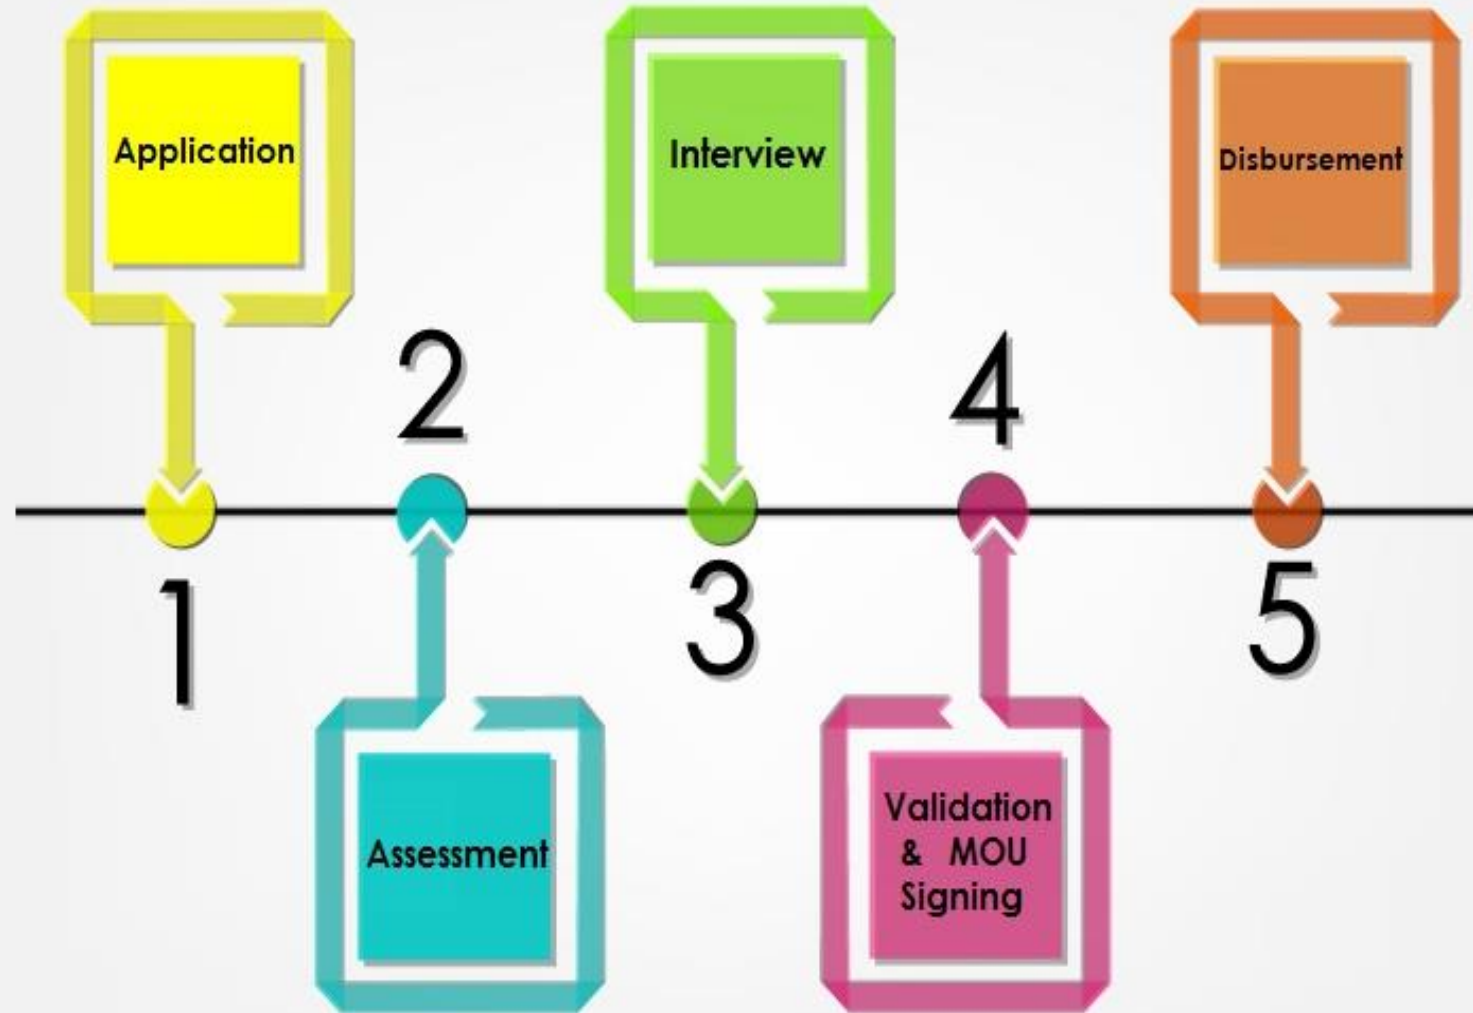 Application
1
2
Assessment
Interview
3
4
Validation
& MOU
Signing
Disbursement
5